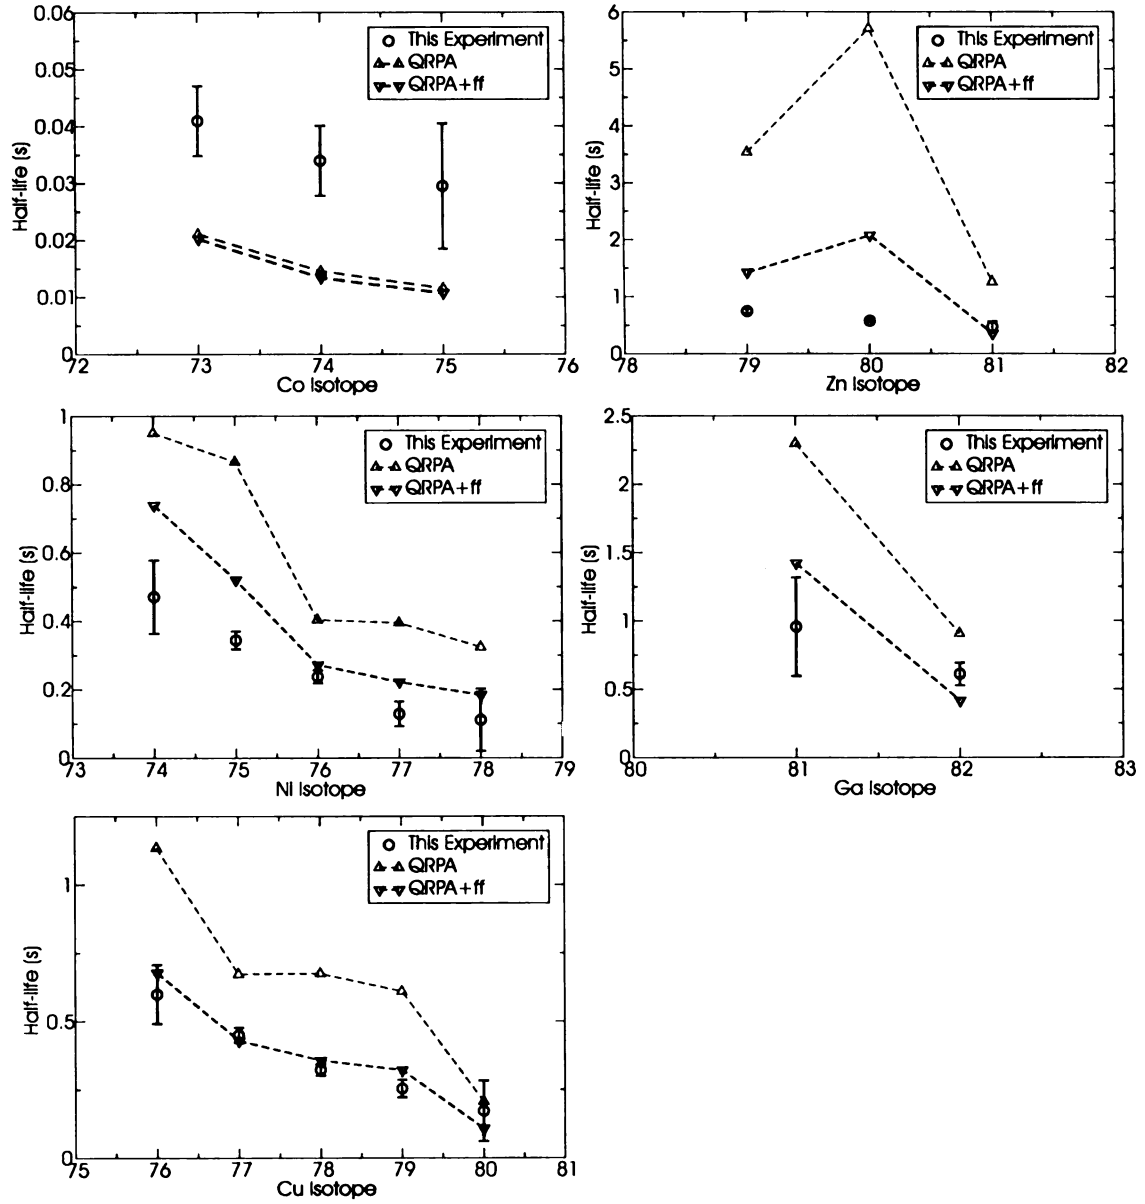 0.06
0.05
0.04
0.03
0.02
0.01
0
Half-life (s)
This Experiment
QRPA
QRPA+ff
72 73 74 75 76
Co Isotope
6
5
4
3
2
1
0
Half-life (s)
This Experiment
QRPA
QRPA+ff
78 79 80 81 82
Zn Isotope
1
0.8
0.6
0.4
0.2
0
Half-life (s)
This Experiment
QRPA
QRPA+ff
73 74 75 76 77 78 79
Ni Isotope
2.5
2
1.5
1
0.5
0
Half-life (s)
This Experiment
QRPA
QRPA+ff
80 81 82 83
Ga Isotope
1
0.5
0
Half-life (s)
This Experiment
QRPA
QRPA+ff
75 76 77 78 79 80 81
Cu Isotope